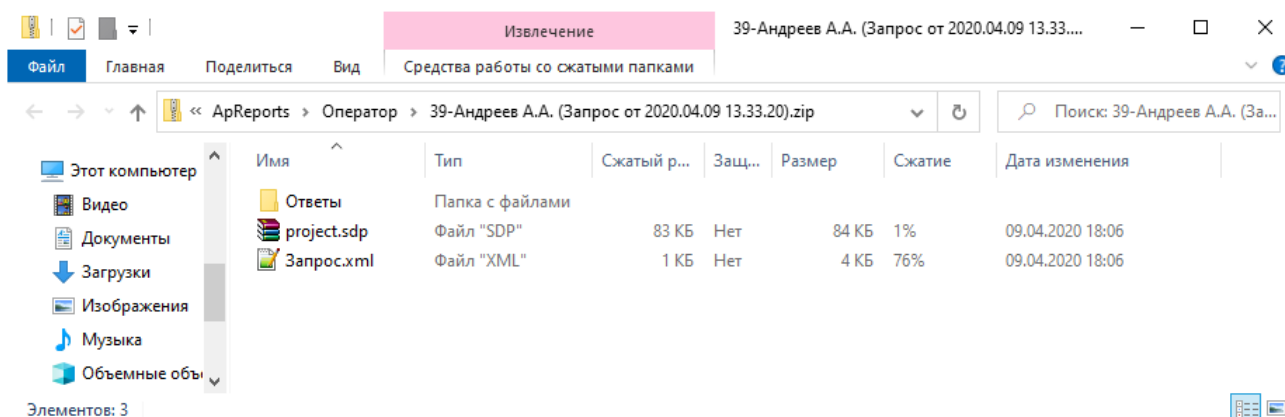 Извлечение
39-Андреев А.А. (Запрос от 2020.04.09 13.33....
Файл Главная Поделиться Вид Средства работы со сжатыми папками
« ApReports › Оператор › 39-Андреев А.А. (Запрос от 2020.04.09 13.33.20).zip
Поиск: 39-Андреев А.А. (За...
Этот компьютер
Видео
Документы
Загрузки
Изображения
Музыка
Объемные объ
Имя Тип Сжатый р... Защ... Размер Сжатие Дата изменения
Ответы Папка с файлами
project.sdp Файл "SDP" 83 КБ Нет 84 КБ 1% 09.04.2020 18:06
Запрос.xml Файл "XML" 1 КБ Нет 4 КБ 76% 09.04.2020 18:06
Элементов: 3